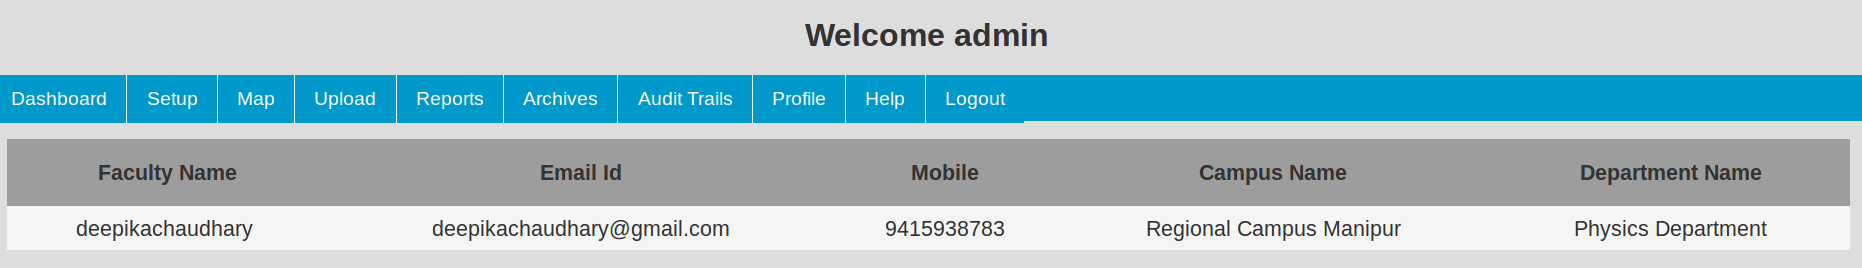 Welcome admin
Dashboard Setup Map Upload Reports Archives Audit Trails Profile Help Logout
Faculty Name Email Id Mobile Campus Name Department Name
deepikachaudhary deepikachaudhary@gmail.com 9415938783 Regional Campus Manipur Physics Department